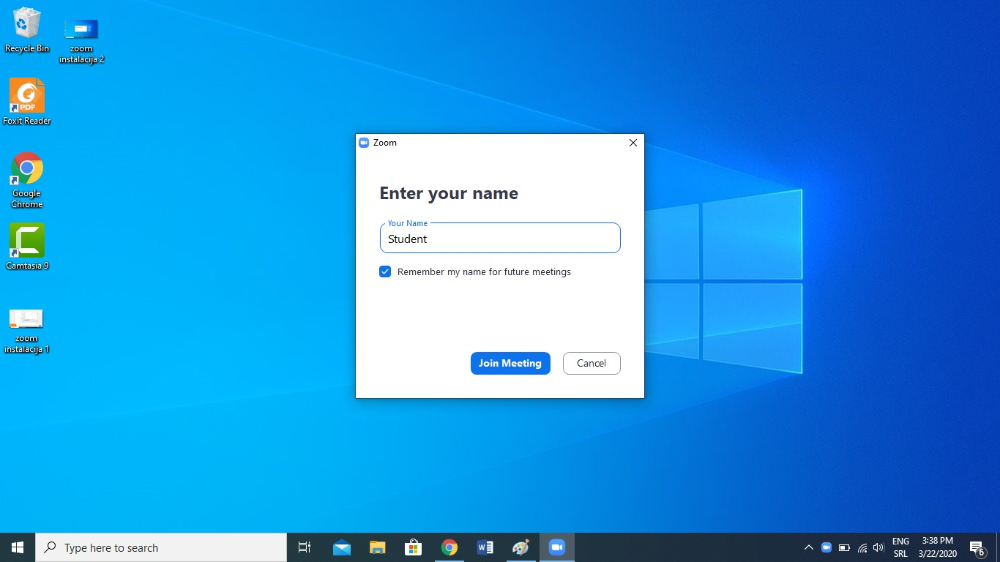 Recycle Bin
zoom
instalacija 2
PDF
Foxit Reader
Google
Chrome
Camtasia 9
zoom
instalacija 1
Zoom
Enter your name
Your Name
Student
Remember my name for future meetings
Join Meeting
Cancel
Type here to search
W
ENG
SRL
3:38 PM
3/22/2020
6